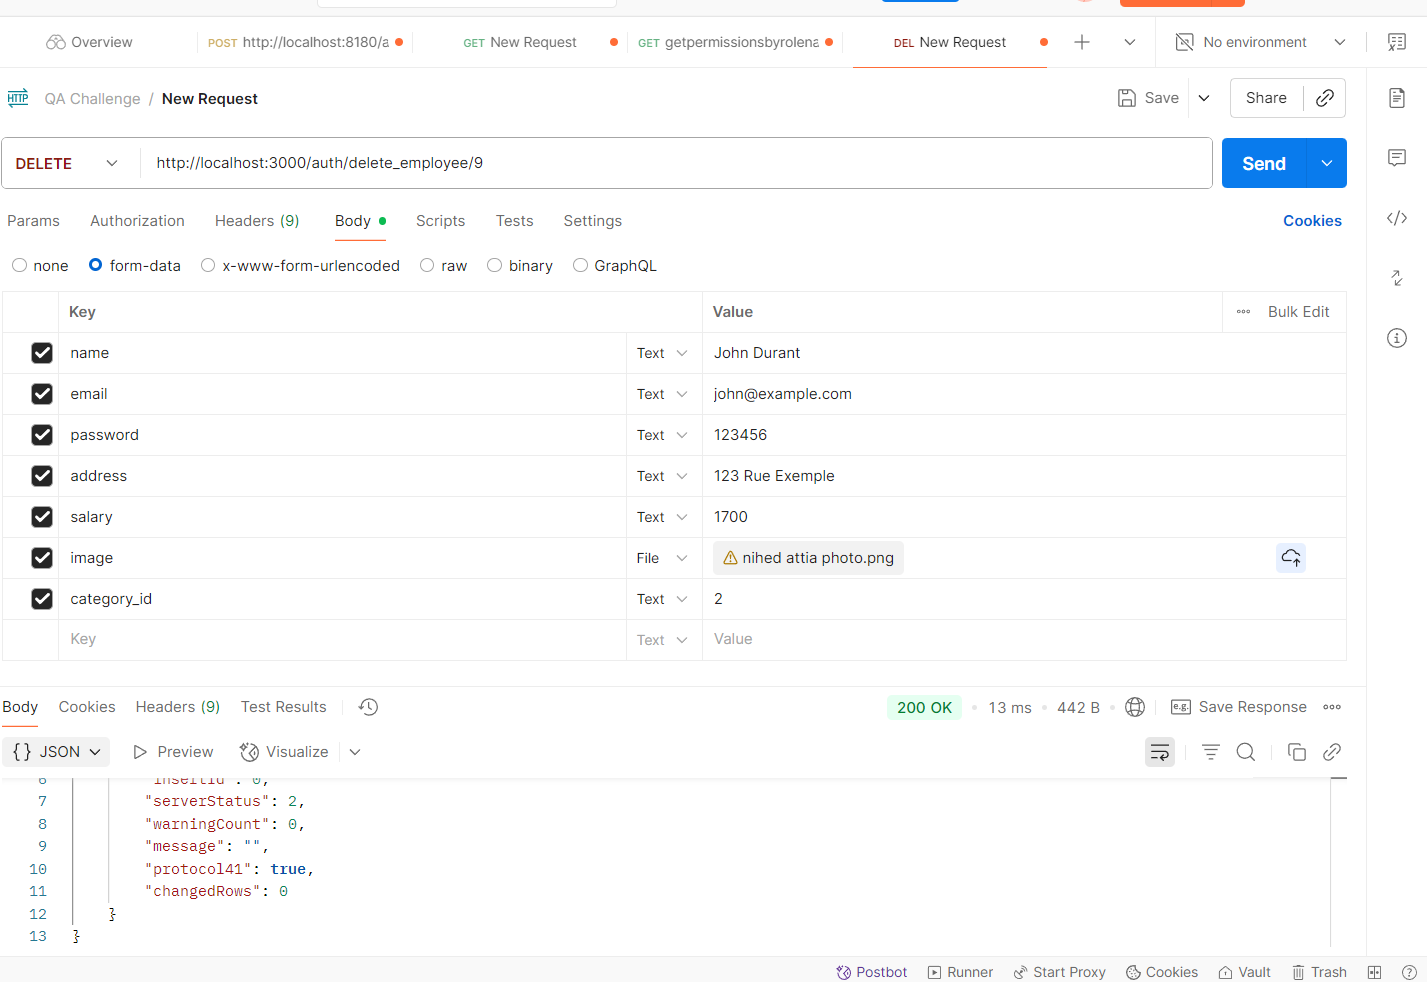 Overview
POST http://localhost:8180/a
GET New Request
GET getpermissionsbyrolena
DEL New Request
No environment
HTTP QA Challenge / New Request
Save
Share
DELETE
http://localhost:3000/auth/delete_employee/9
Send
Params Authorization Headers (9) Body Scripts Tests Settings Cookies
none form-data x-www-form-urlencoded raw binary GraphQL
Key Value Bulk Edit
name Text John Durant
email Text john@example.com
password Text 123456
address Text 123 Rue Exemple
salary Text 1700
image File nihed attia photo.png
category_id Text 2
Key Text Value
Body Cookies Headers (9) Test Results 200 OK 13 ms 442 B e.g. Save Response
{} JSON Preview Visualize
6 "insertId": 0,
7 "serverStatus": 2,
8 "warningCount": 0,
9 "message": "",
10 "protocol41": true,
11 "changedRows": 0
12 }
13 }
Postbot Runner Start Proxy Cookies Vault Trash